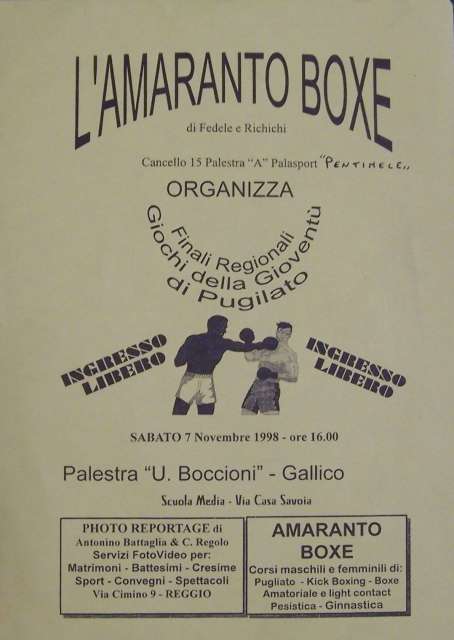 L'AMARANTO BOXE
di Fedele e Richichi
Cancello 15 Palestra “A” Palasport "PENTIMELE"
ORGANIZZA
Finali Regionali
Giochi della Gioventù
di Pugilato
INGRESSO
LIBERO
INGRESSO
LIBERO
SABATO 7 Novembre 1998 - ore 16.00
Palestra “U. Boccioni” - Gallico
Scuola Media - Via Casa Savoia
PHOTO REPORTAGE di
Antonino Battaglia & C. Regolo
Servizi FotoVideo per:
Matrimoni - Battesimi - Cresime
Sport - Convegni - Spettacoli
Via Cimino 9 - REGGIO
AMARANTO
BOXE
Corsi maschili e femminili di:
Pugliato - Kick Boxing - Boxe
Amatoriale e light contact
Pesistica - Ginnastica